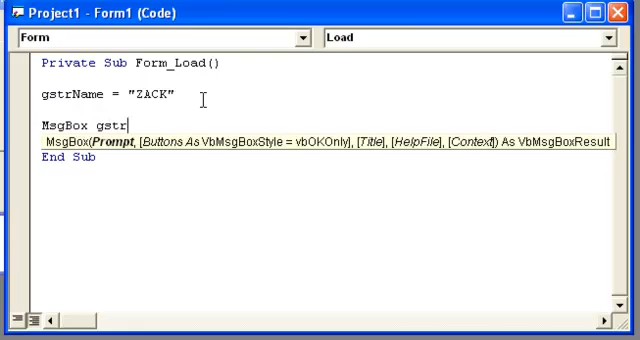 Project1 - Form1 (Code)
Form Load
Private Sub Form_Load()
gstrName = "ZACK"
MsgBox gstr
MsgBox(Prompt, [Buttons As VbMsgBoxStyle = vbOKOnly], [Title], [HelpFile], [Context]) As VbMsgBoxResult
End Sub